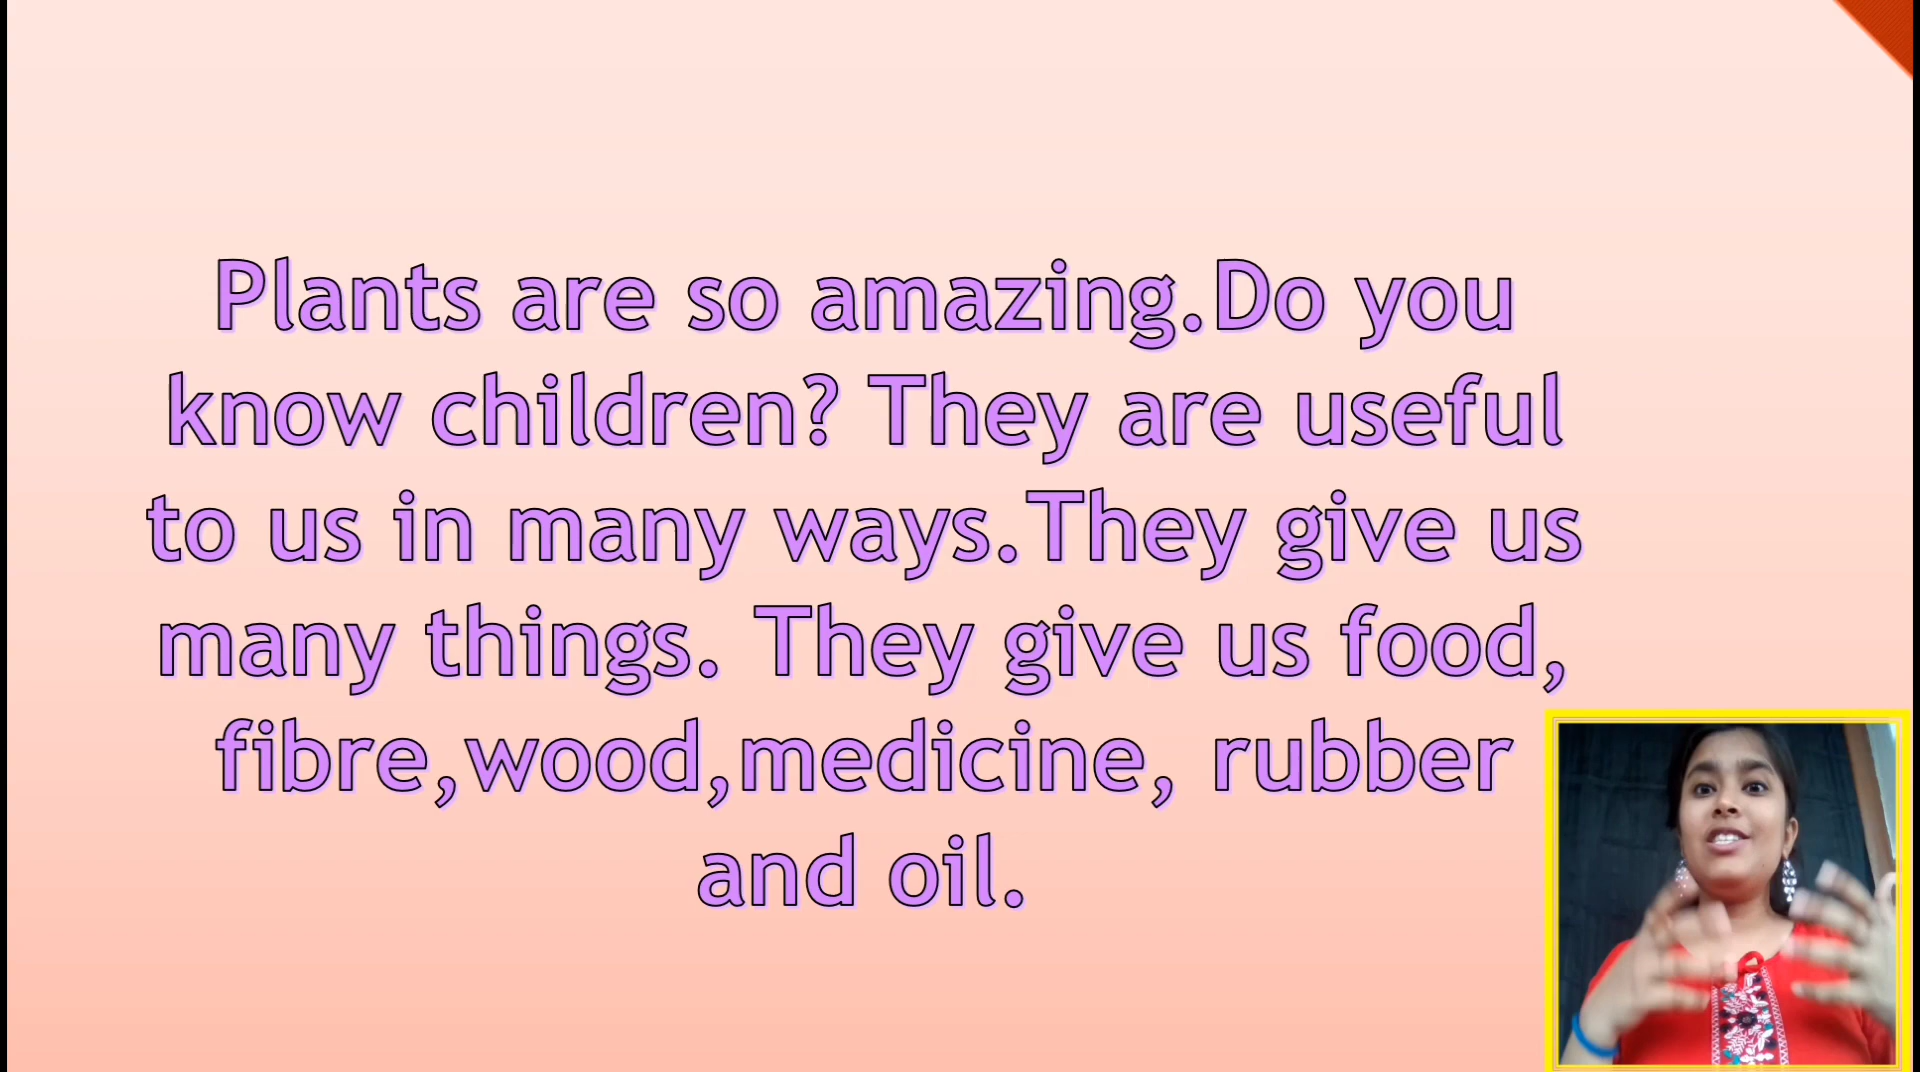 Plants are so amazing.Do you
know children? They are useful
to us in many ways.They give us
many things. They give us food,
fibre,wood,medicine, rubber
and oil.